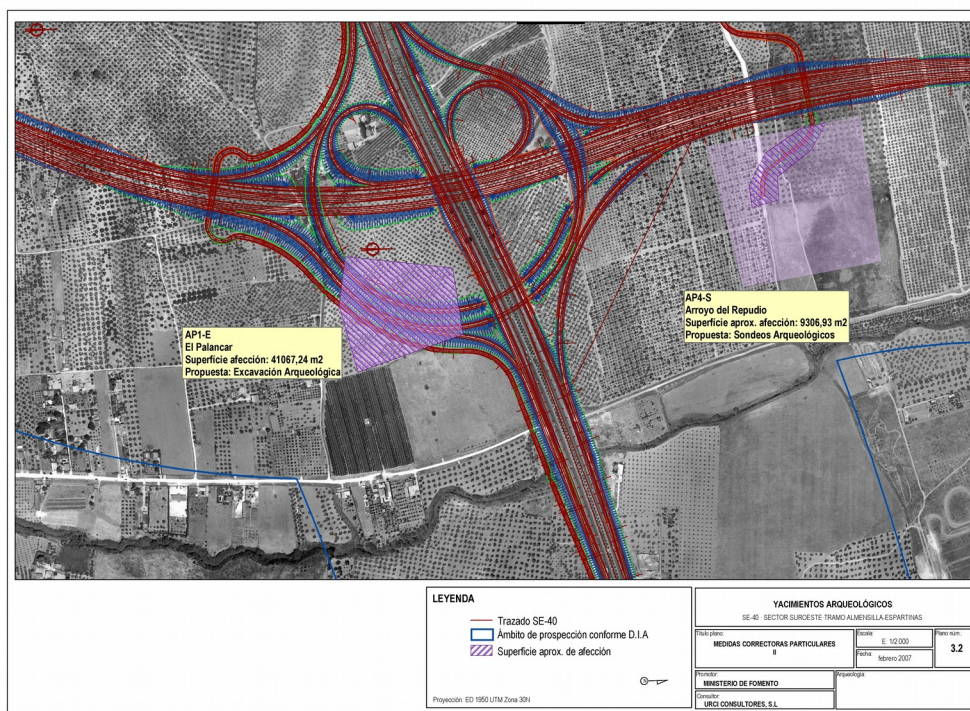 AP1-E
El Palancar
Superfície afección: 41067,24 m2
Propuesta: Excavación Arqueológica
AP4-S
Arroyo del Repudio
Superfície aprox. afección: 9306,93 m2
Propuesta: Sondeos Arqueológicos
LEYENDA
Trazado SE-40
Ámbito de prospección conforme D.I.A
Superfície aprox. de afección
Proyección: ED 1950 UTM Zona 30N
YACIMIENTOS ARQUEOLÓGICOS
SE-40 - SECTOR SUROESTE-TRAMO ALMENSILLA-ESPARTINAS
Título plano:
MEDIDAS CORRECTORAS PARTICULARES
II
Escala:
E: 1/2.000
Fecha:
febrero 2007
Plano núm.:
3.2
Promotor:
MINISTERIO DE FOMENTO
Arqueología:
Consultor:
URCI CONSULTORES, S.L